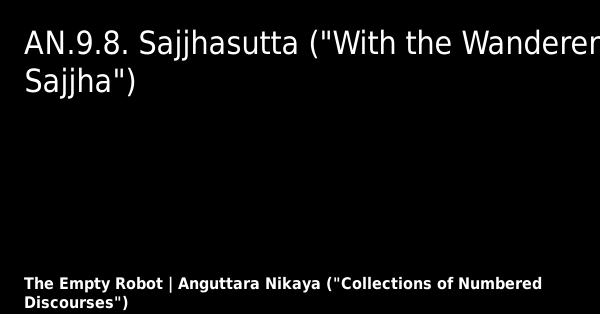 AN.9.8. Sajjhasutta ("With the Wanderer
Sajjha")
The Empty Robot | Anguttara Nikaya ("Collections of Numbered
Discourses")